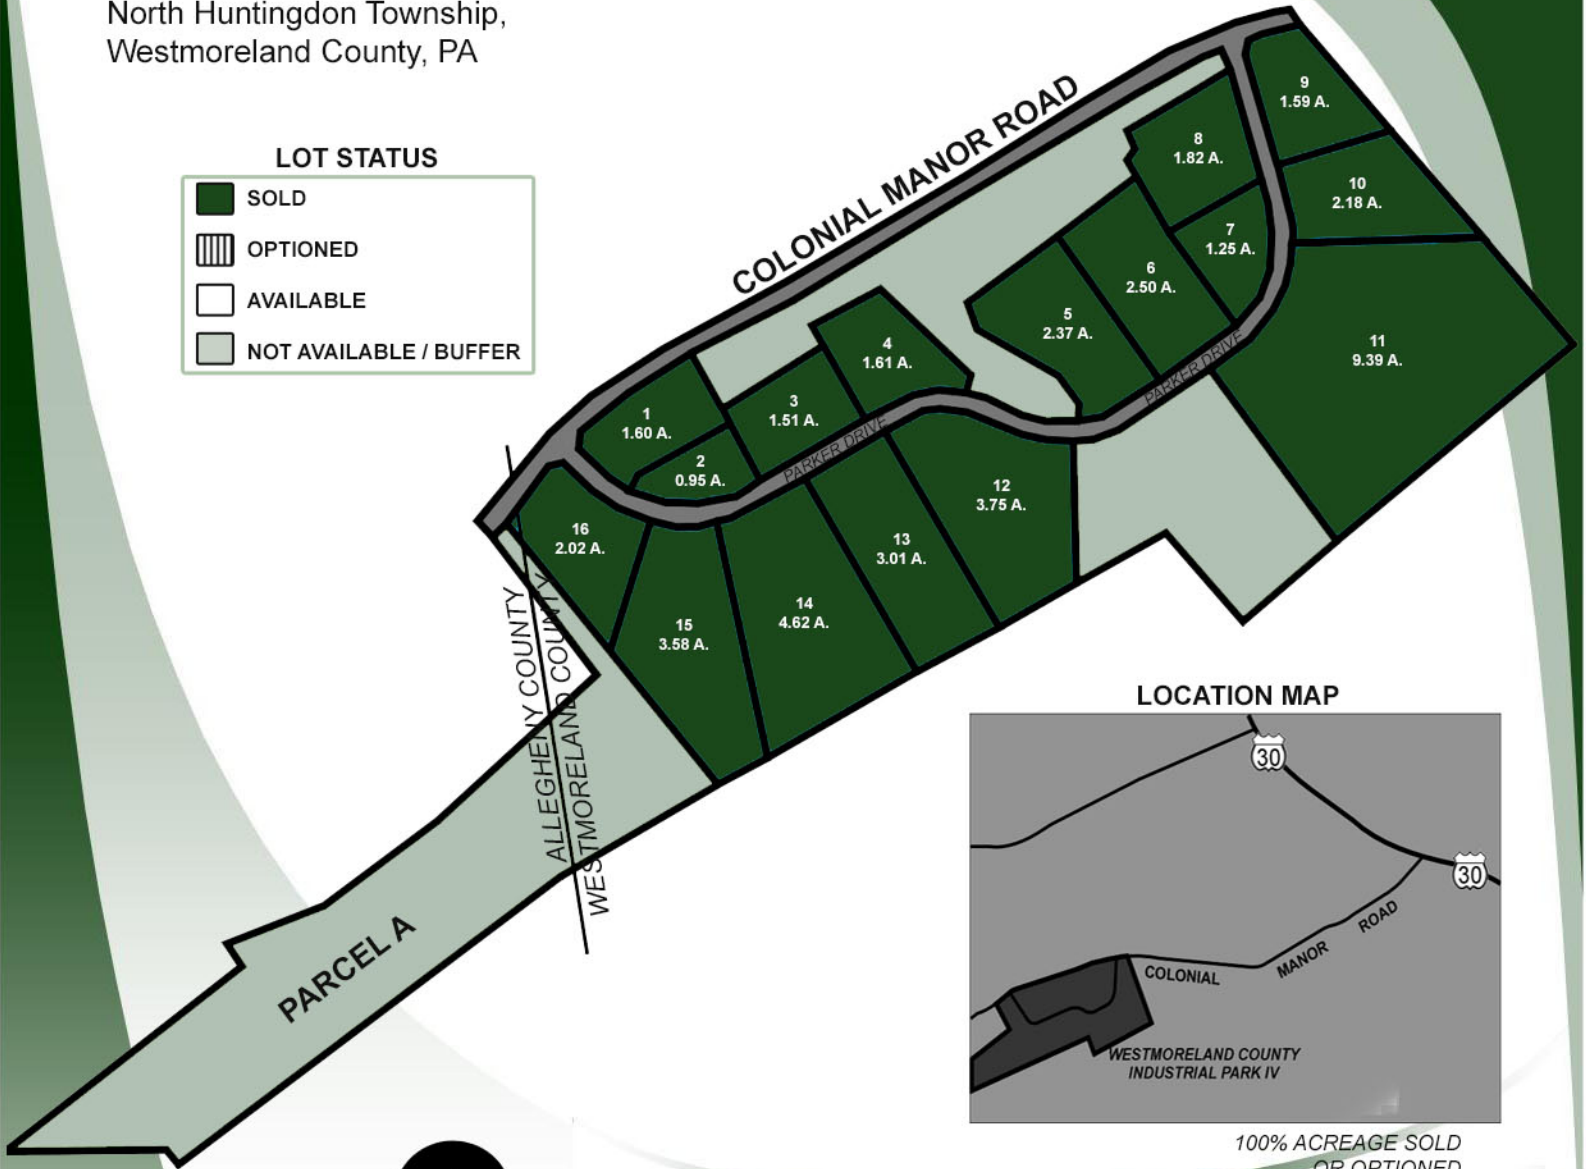 North Huntingdon Township,
Westmoreland County, PA
LOT STATUS
SOLD
OPTIONED
AVAILABLE
NOT AVAILABLE / BUFFER
COLONIAL MANOR ROAD
9
1.59 A.
8
1.82 A.
10
2.18 A.
7
1.25 A.
6
2.50 A.
5
2.37 A.
11
9.39 A.
4
1.61 A.
3
1.51 A.
1
1.60 A.
2
0.95 A.
PARKER DRIVE
PARKER DRIVE
12
3.75 A.
16
2.02 A.
13
3.01 A.
14
4.62 A.
15
3.58 A.
ALLEGHENY COUNTY
WESTMORELAND COUNTY
PARCEL A
LOCATION MAP
30
30
COLONIAL MANOR ROAD
WESTMORELAND COUNTY
INDUSTRIAL PARK IV
100% ACREAGE SOLD
OR OPTIONED